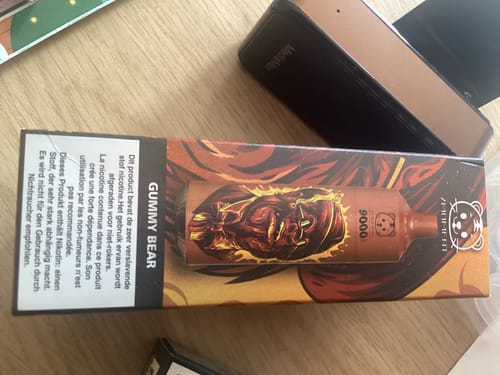 GUMMY BEAR
Dit product bevat de zeer verslavende
stof nicotine.Het gebruik ervan wordt
afgeraden voor niet-rokers.
La nicotine contenue dans ce produit
crée une forte dépendance. Son
utilisation par les non-fumeurs n'est
pas recommandée.
Dieses Produkt enthält Nikotin: einen
Stoff, der sehr stark abhängig macht.
Es wird nicht für den Gebrauch durch
Nichtraucher empfohlen.
9000